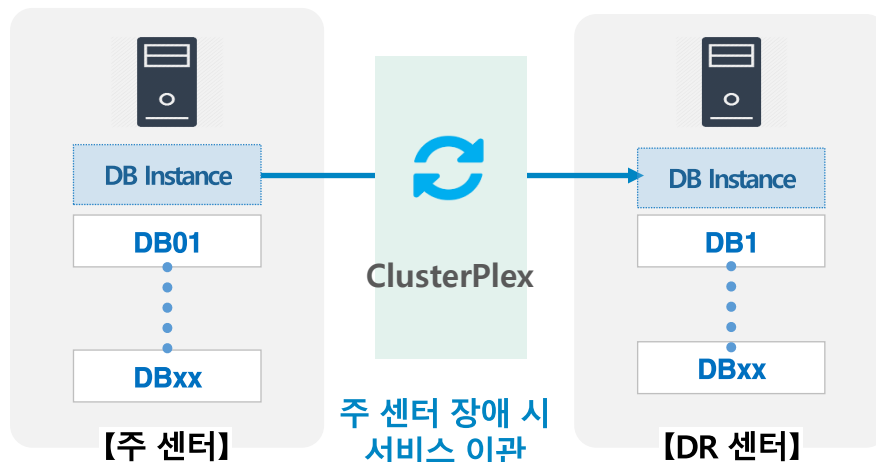 DB Instance
DB01
DBxx
【주 센터】
ClusterPlex
주 센터 장애 시
서비스 이관
DB Instance
DB1
DBxx
【DR 센터】